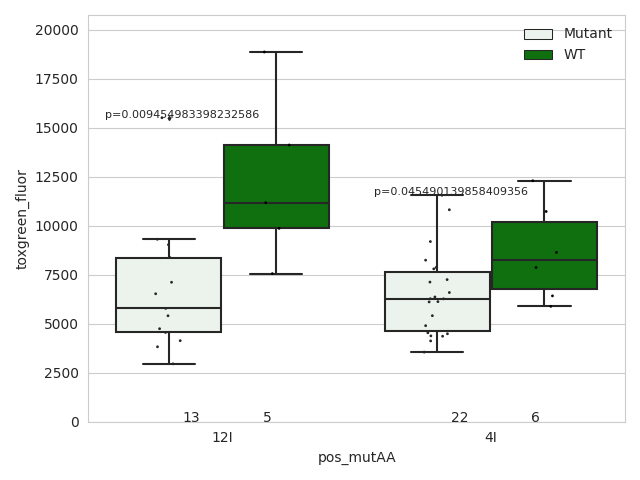 20000
17500
15000
12500
10000
7500
5000
2500
0
toxgreen_fluor
Mutant
WT
p=0.009454983398232586
p=0.045490139858409356
13 5 22 6
12I 4I
pos_mutAA